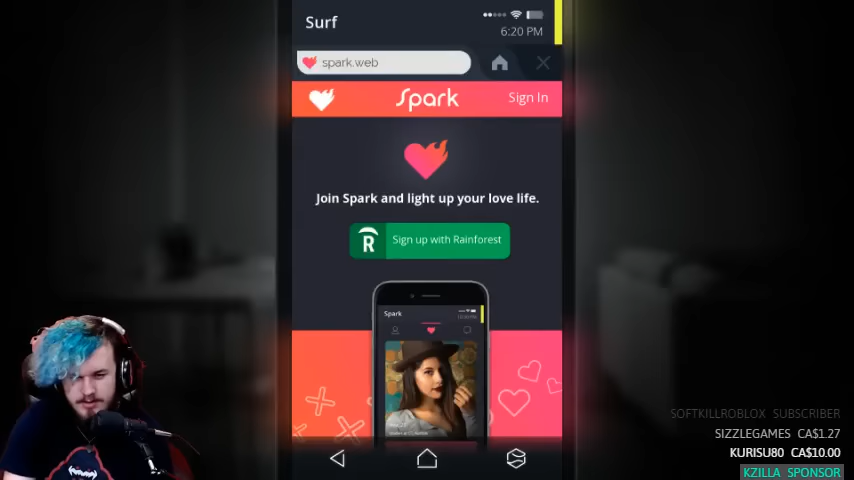 Surf
6:20 PM
spark.web
Spark
Sign In
Join Spark and light up your love life.
R
Sign up with Rainforest
Spark
SOFTKILLROBLOX SUBSCRIBER
SIZZLEGAMES CA$1.27
KURISU80 CA$10.00
KZILLA SPONSOR